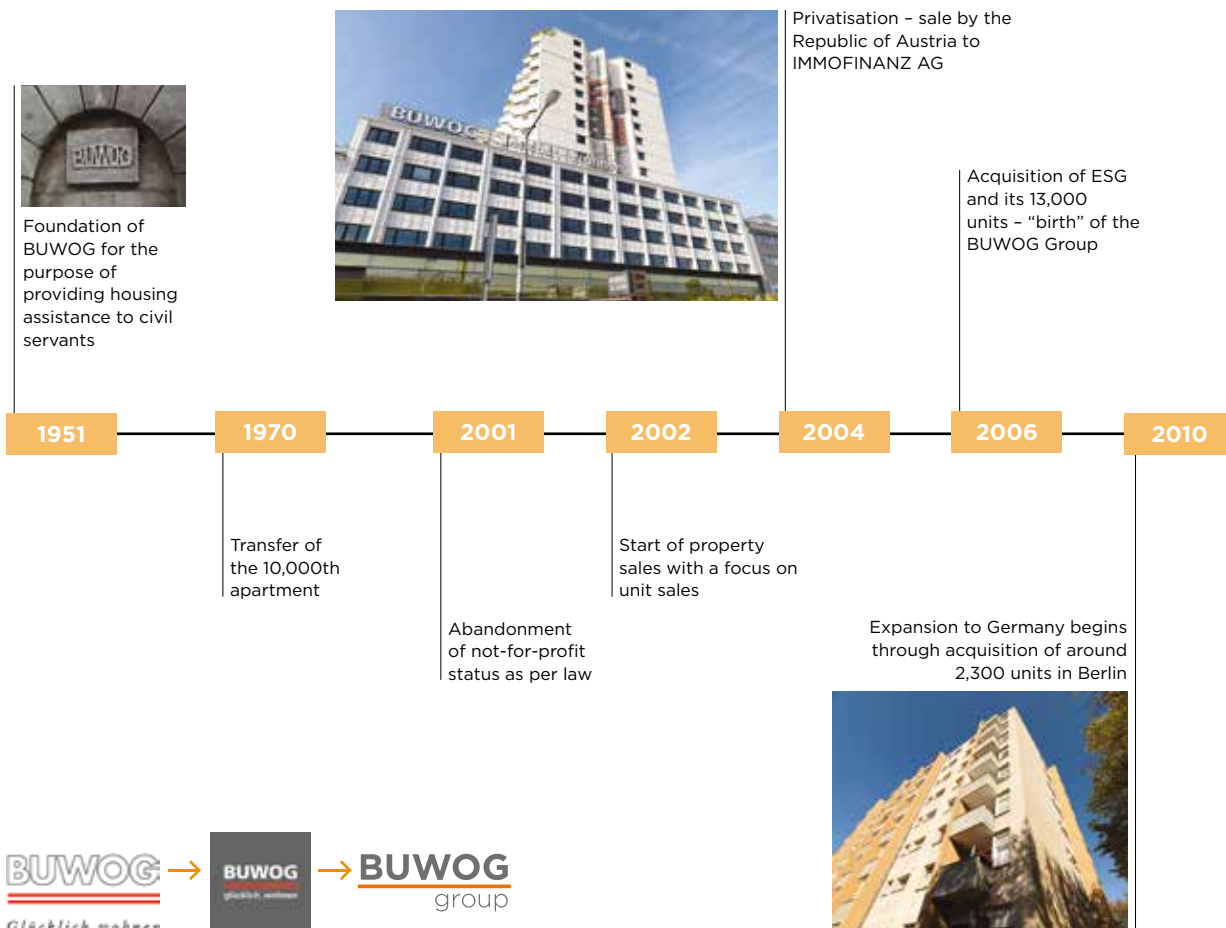 Privatisation – sale by the
Republic of Austria to
IMMOFINANZ AG
BUWOG
BUWOG
Foundation of
BUWOG for the
purpose of
providing housing
assistance to civil
servants
Acquisition of ESG
and its 13,000
units – “birth” of the
BUWOG Group
1951
1970
2001
2002
2004
2006
2010
Transfer of
the 10,000th
apartment
Abandonment
of not-for-profit
status as per law
Start of property
sales with a focus on
unit sales
Expansion to Germany begins
through acquisition of around
2,300 units in Berlin
BUWOG
Glücklich wohnen
BUWOG
glücklich wohnen
BUWOG
group